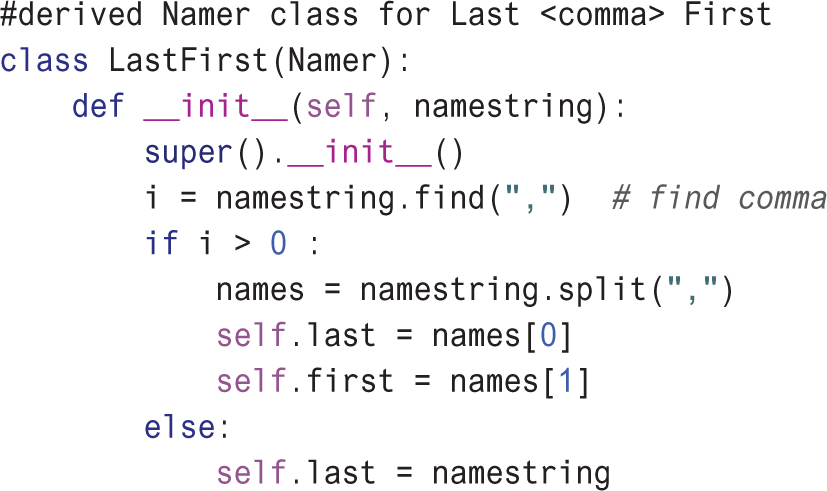 #derived Namer class for Last <comma> First
class LastFirst(Namer):
    def __init__(self, namestring):
        super().__init__()
        i = namestring.find(",")  # find comma
        if i > 0 :
            names = namestring.split(",")
            self.last = names[0]
            self.first = names[1]
        else:
            self.last = namestring